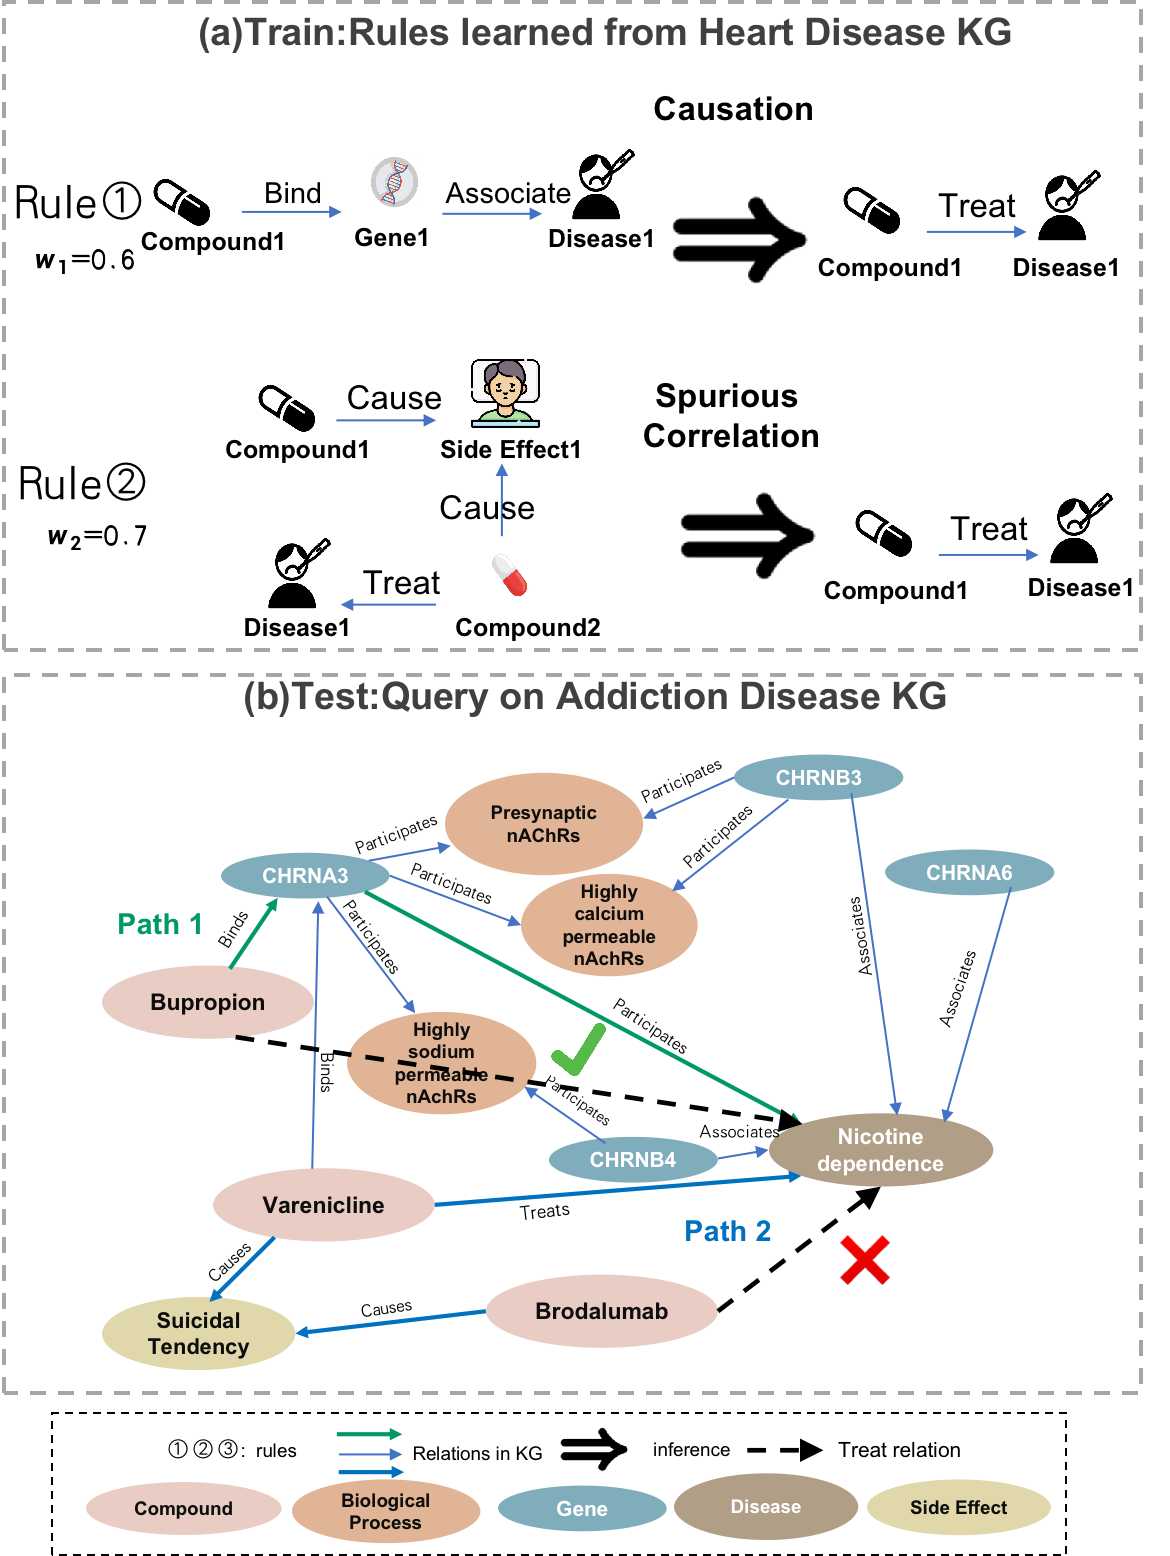 (a)Train:Rules learned from Heart Disease KG
Causation
Rule①
w1=0.6
Bind
Associate
Compound1
Gene1
Disease1
Treat
Compound1
Disease1
Spurious
Correlation
Rule②
w2=0.7
Cause
Compound1
Side Effect1
Cause
Treat
Disease1
Compound2
Treat
Compound1
Disease1
(b)Test:Query on Addiction Disease KG
CHRNB3
Participates
Presynaptic
nAChRs
Participates
Participates
CHRNA3
Participates
CHRNA6
Highly
calcium
permeable
nAchRs
Path 1
Binds
Participates
Associates
Associates
Bupropion
Participates
Highly
sodium
permeable
nAchRs
Binds
Participates
Associates
CHRNB4
Nicotine
dependence
Varenicline
Treats
Path 2
Causes
Suicidal
Tendency
Causes
Brodalumab
①②③: rules
Relations in KG
inference
Treat relation
Compound
Biological
Process
Gene
Disease
Side Effect